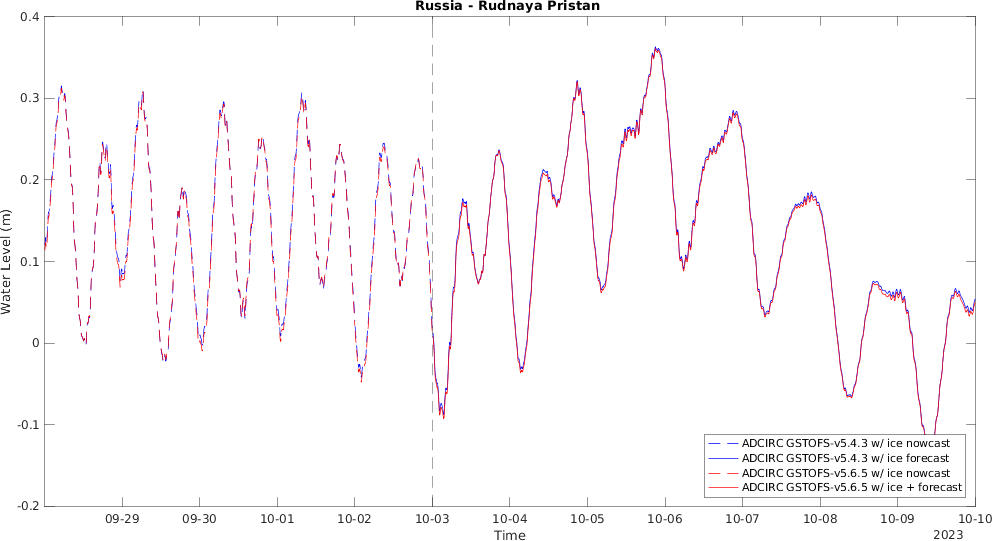 Russia - Rudnaya Pristan
0.4
0.3
0.2
0.1
0
-0.1
-0.2
Water Level (m)
ADCIRC GSTOFS-v5.4.3 w/ ice nowcast
ADCIRC GSTOFS-v5.4.3 w/ ice forecast
ADCIRC GSTOFS-v5.6.5 w/ ice nowcast
ADCIRC GSTOFS-v5.6.5 w/ ice + forecast
09-29 09-30 10-01 10-02 10-03 10-04 10-05 10-06 10-07 10-08 10-09 10-10
Time
2023